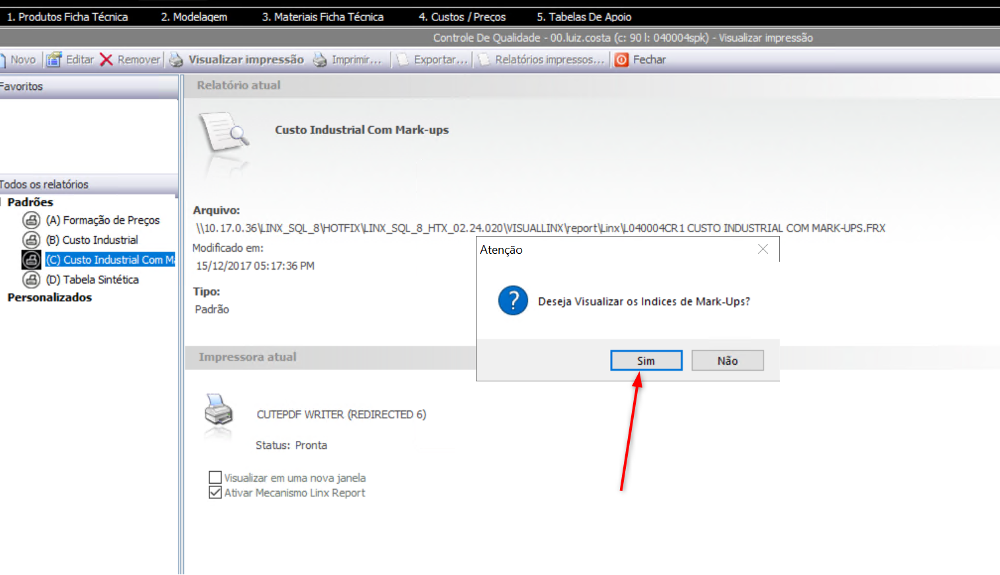 1. Produtos Ficha Técnica 2. Modelagem 3. Materiais Ficha Técnica 4. Custos / Preços 5. Tabelas De Apoio
Controle De Qualidade - 00.luiz.costa (c: 90 l: 040004spk) - Visualizar impressão
Novo Editar Remover Visualizar impressão Imprimir... Exportar... Relatórios impressos... Fechar
Favoritos
Relatório atual
Custo Industrial Com Mark-ups
Todos os relatórios
Padrões
(A) Formação de Preços
(B) Custo Industrial
(C) Custo Industrial Com Ma
(D) Tabela Sintética
Personalizados
Arquivo:
\\10.17.0.36\LINX_SQL_8\HOTFIX\LINX_SQL_8_HTX_02.24.020\VISUALLINX\report\Linx\L040004CR1 CUSTO INDUSTRIAL COM MARK-UPS.FRX
Modificado em:
15/12/2017 05:17:36 PM
Tipo:
Padrão
Atenção
Deseja Visualizar os Indices de Mark-Ups?
Sim Não
Impressora atual
CUTEPDF WRITER (REDIRECTED 6)
Status: Pronta
Visualizar em uma nova janela
Ativar Mecanismo Linx Report